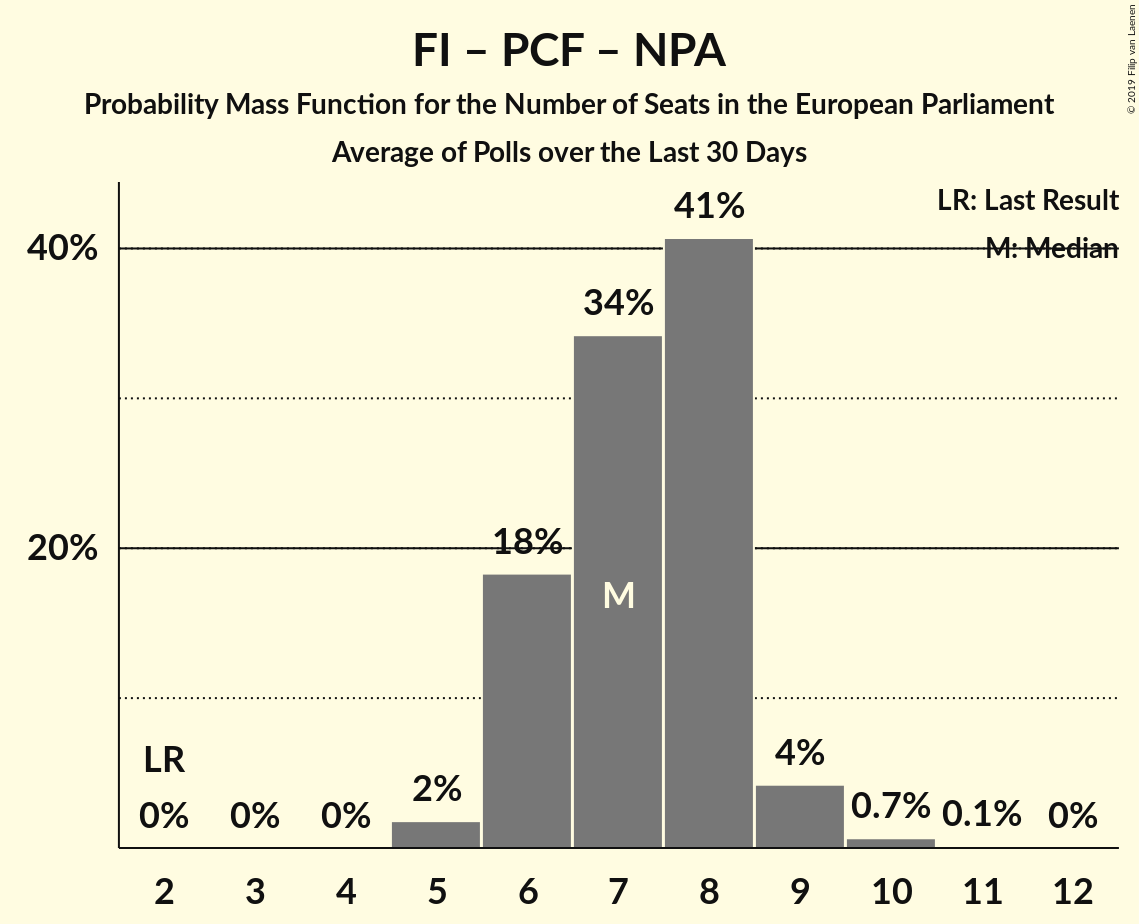 FI – PCF – NPA
Probability Mass Function for the Number of Seats in the European Parliament
Average of Polls over the Last 30 Days
© 2019 Filip van Laenen
LR: Last Result
M: Median
40%
20%
LR
0%
0%
0%
2%
18%
34%
M
41%
4%
0.7%
0.1%
0%
2 3 4 5 6 7 8 9 10 11 12